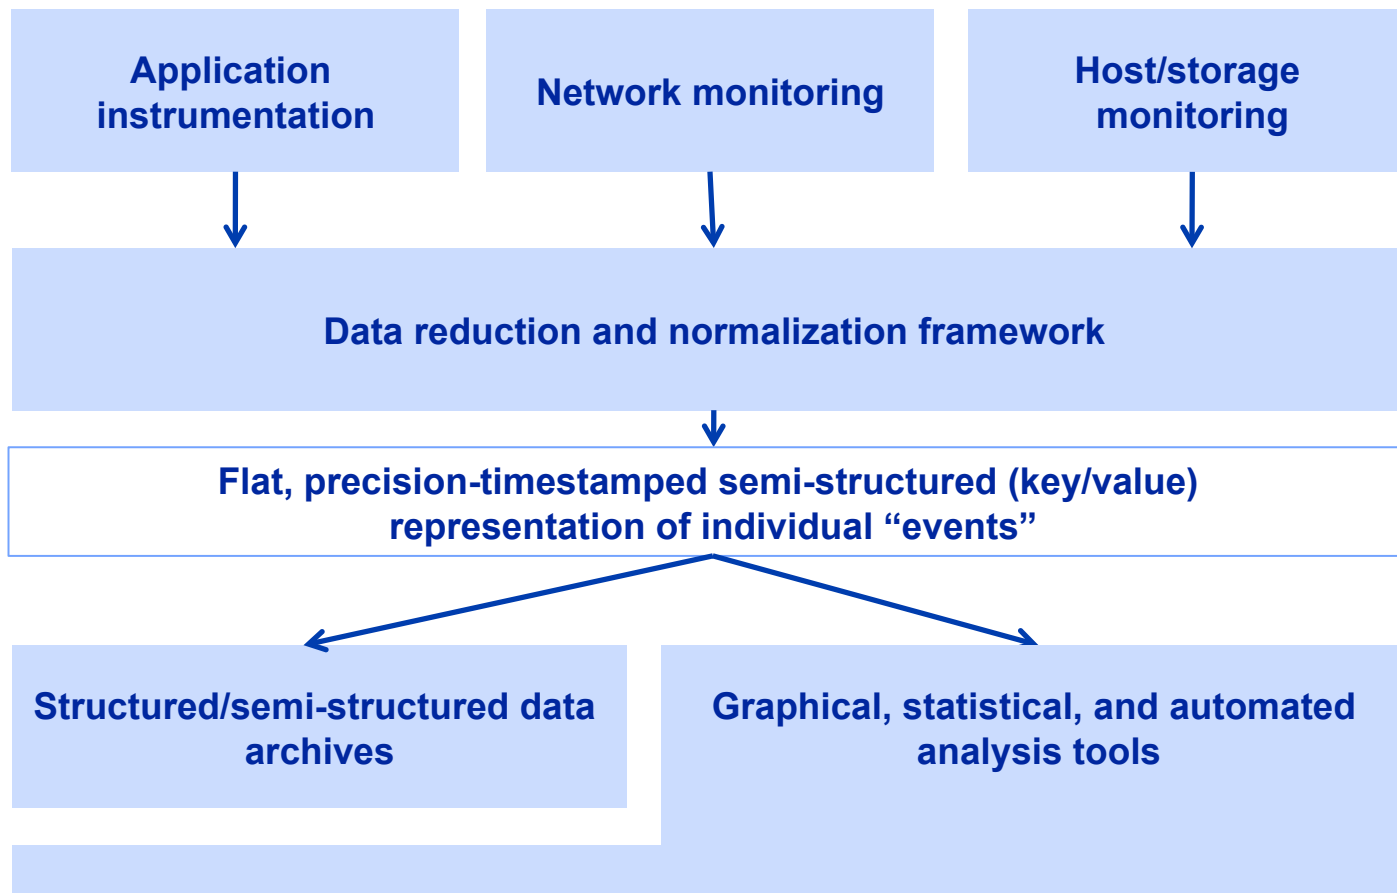 Application
instrumentation
Network monitoring
Host/storage
monitoring
Data reduction and normalization framework
Flat, precision-timestamped semi-structured (key/value)
representation of individual “events”
Structured/semi-structured data
archives
Graphical, statistical, and automated
analysis tools